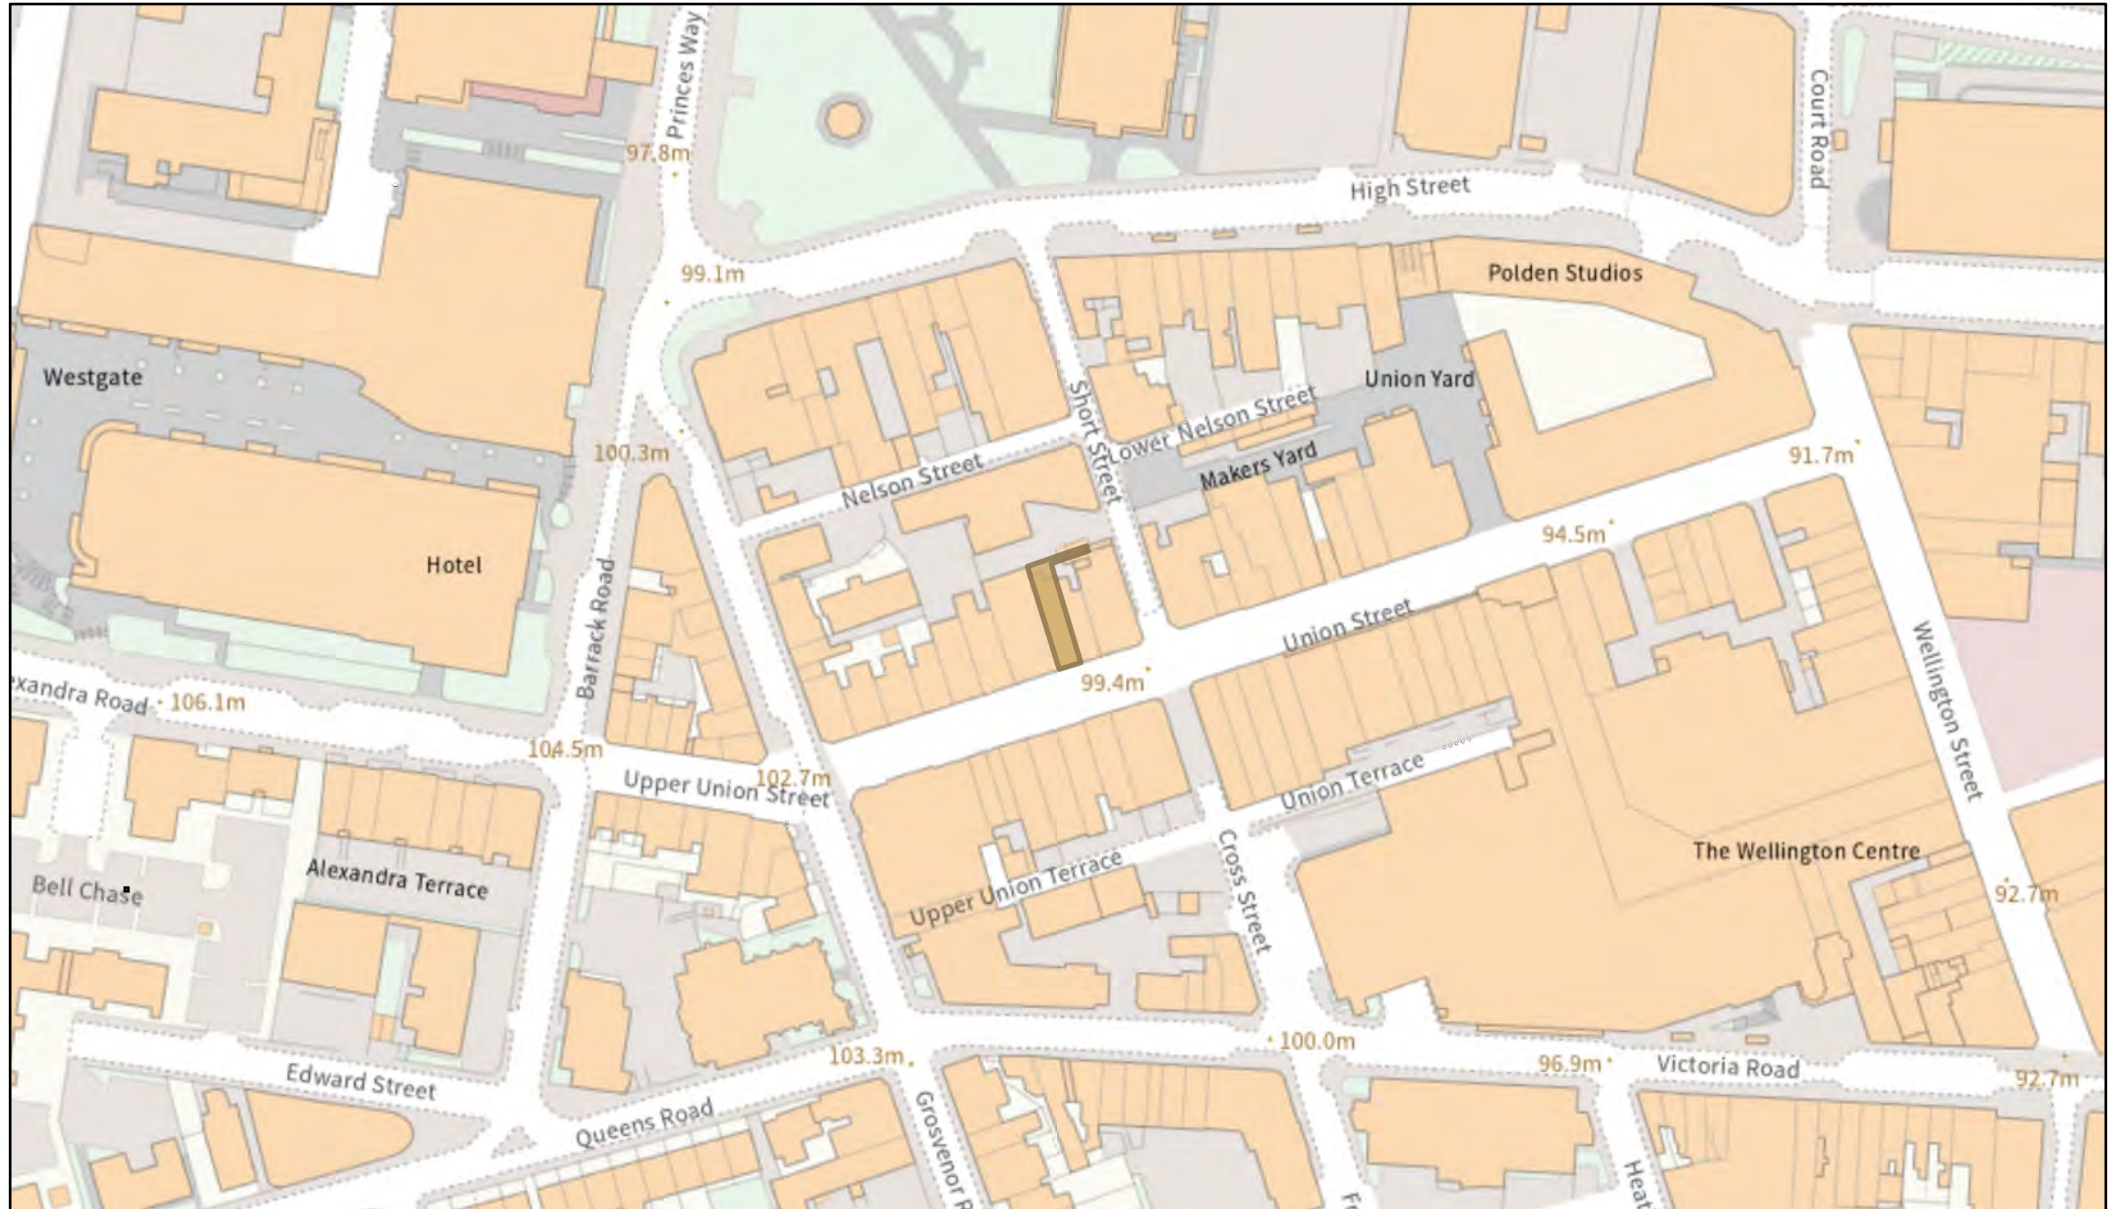 Princes Way
Court Road
97.8m
High Street
99.1m
Polden Studios
Westgate
Union Yard
Short Street
Lower Nelson Street
100.3m
91.7m
Nelson Street
Makers Yard
94.5m
Hotel
Barrack Road
Union Street
Wellington Street
99.4m
xandra Road
106.1m
104.5m
102.7m
Upper Union Street
Union Terrace
The Wellington Centre
Alexandra Terrace
Bell Chase
Upper Union Terrace
Cross Street
92.7m
103.3m
100.0m
96.9m
Victoria Road
92.7m
Edward Street
Queens Road
Grosvenor R
Heat
Fr